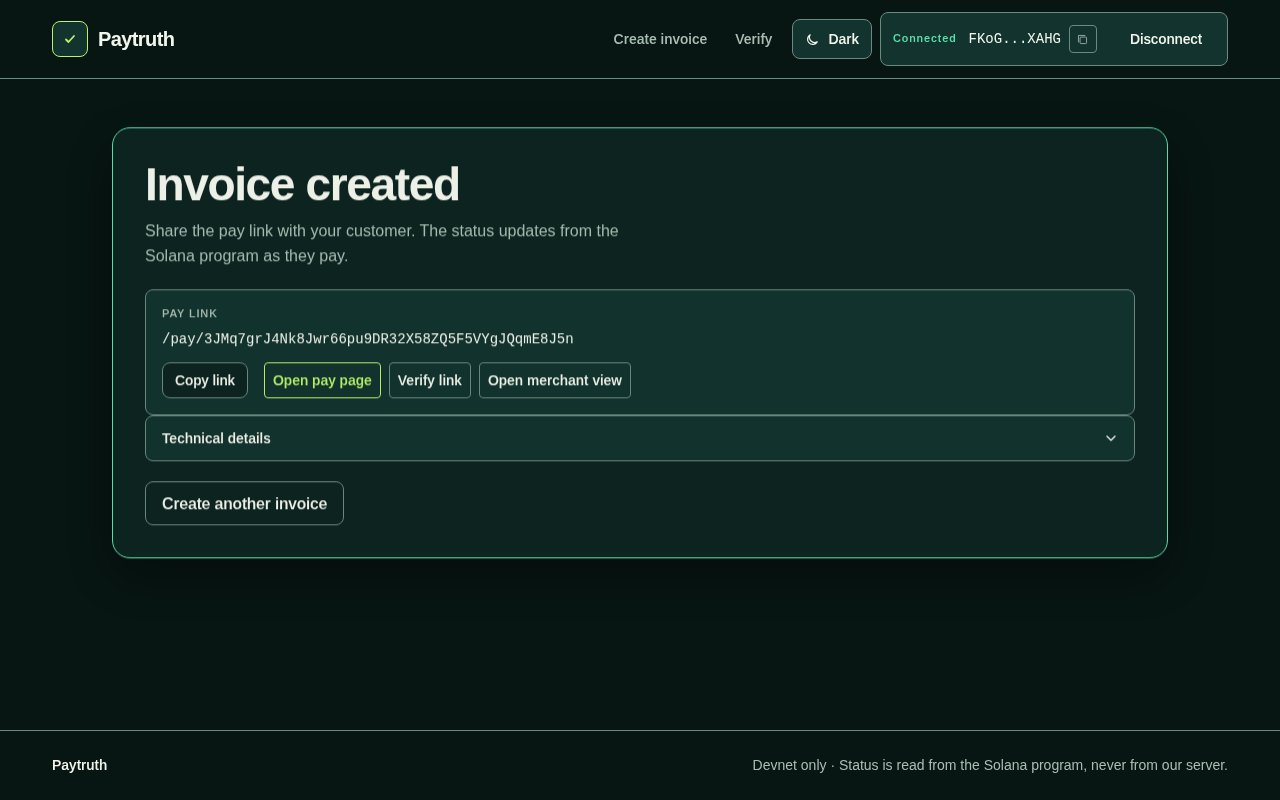 Paytruth
Create invoice
Verify
Dark
Connected
FKoG...XAHG
Disconnect
Invoice created
Share the pay link with your customer. The status updates from the
Solana program as they pay.
PAY LINK
/pay/3JMq7grJ4Nk8Jwr66pu9DR32X58ZQ5F5VYgJQqmE8J5n
Copy link
Open pay page
Verify link
Open merchant view
Technical details
Create another invoice
Paytruth
Devnet only · Status is read from the Solana program, never from our server.